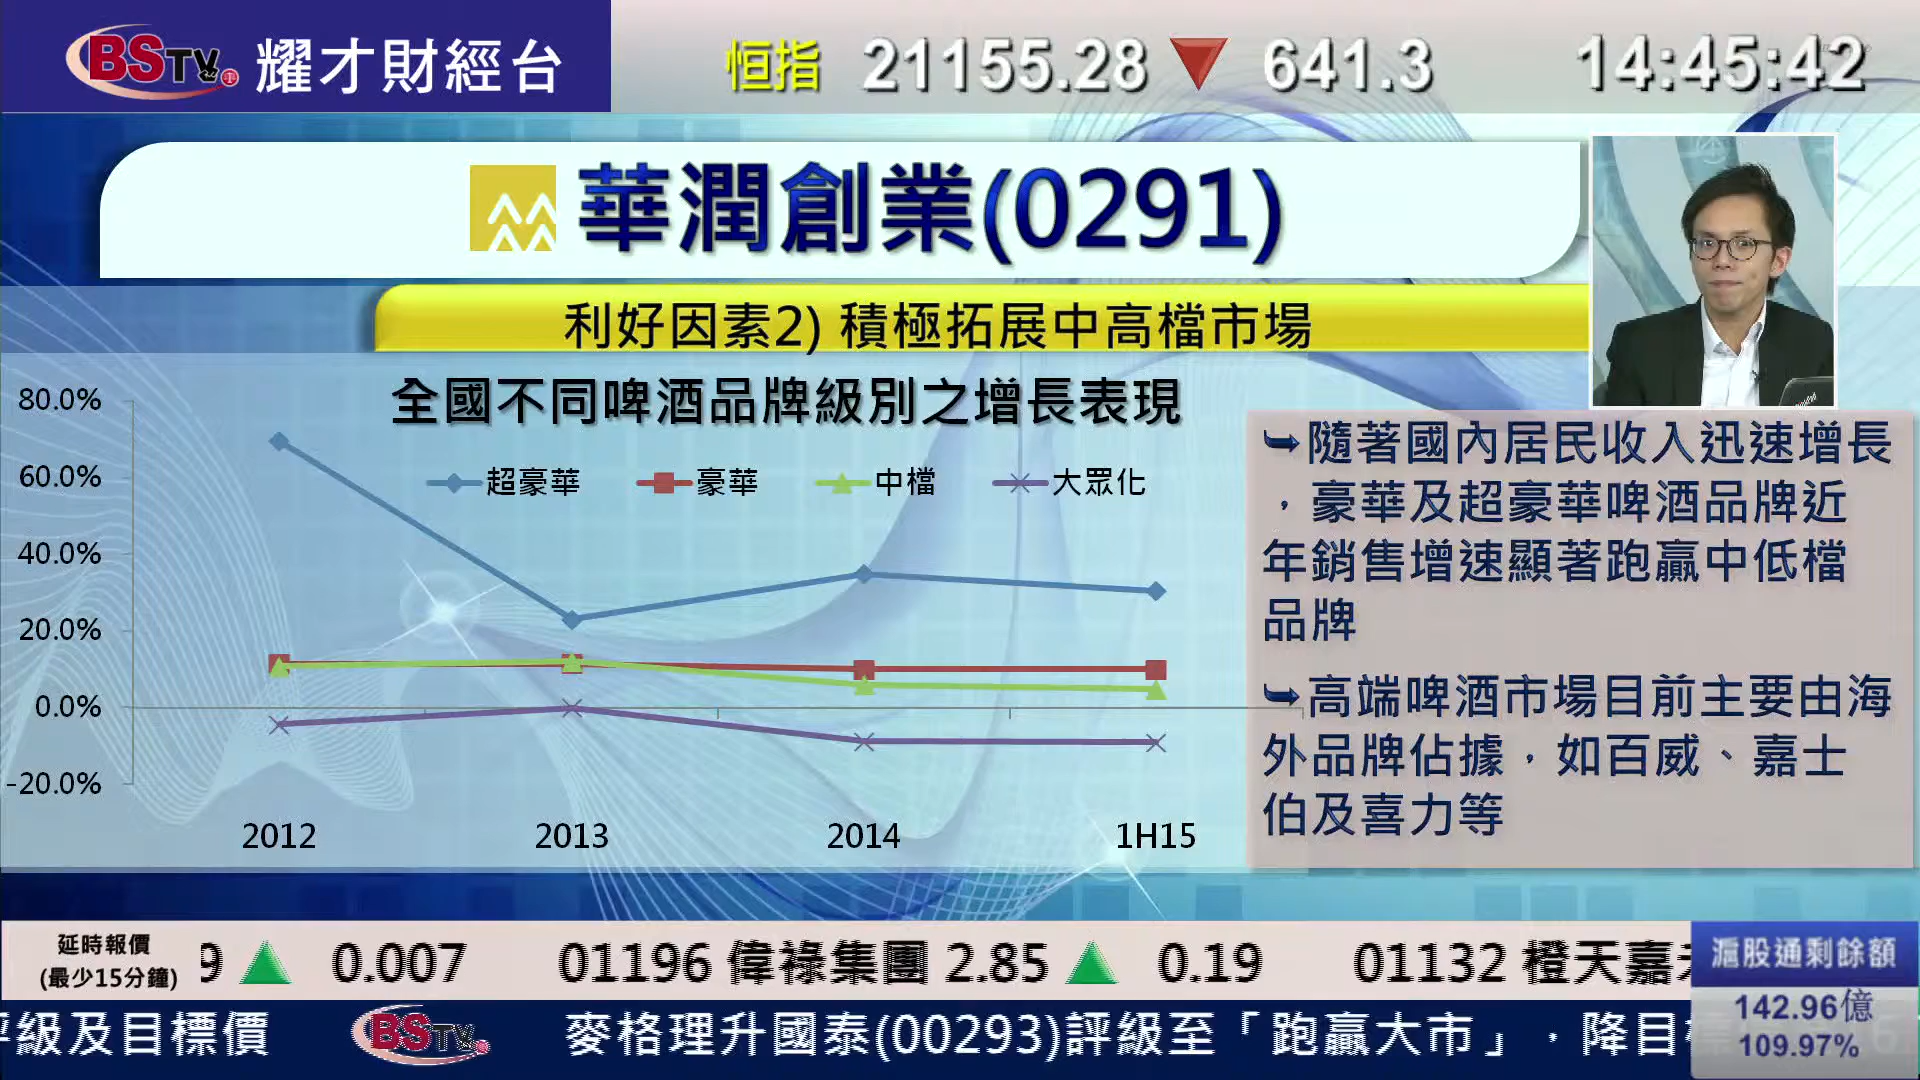 BSTV 耀才財經台
恒指 21155.28 641.3 14:45:42
華潤創業(0291)
利好因素2) 積極拓展中高檔市場
全國不同啤酒品牌級別之增長表現
超豪華 豪華 中檔 大眾化
80.0%
60.0%
40.0%
20.0%
0.0%
-20.0%
2012 2013 2014 1H15
隨著國內居民收入迅速增長
，豪華及超豪華啤酒品牌近
年銷售增速顯著跑贏中低檔
品牌
高端啤酒市場目前主要由海
外品牌佔據，如百威、嘉士
伯及喜力等
延時報價
(最少15分鐘)
9 0.007 01196 偉祿集團 2.85 0.19 01132 橙天嘉
滬股通剩餘額
142.96億
109.97%
評級及目標價 BSTV 麥格理升國泰(00293)評級至「跑贏大市」，降目